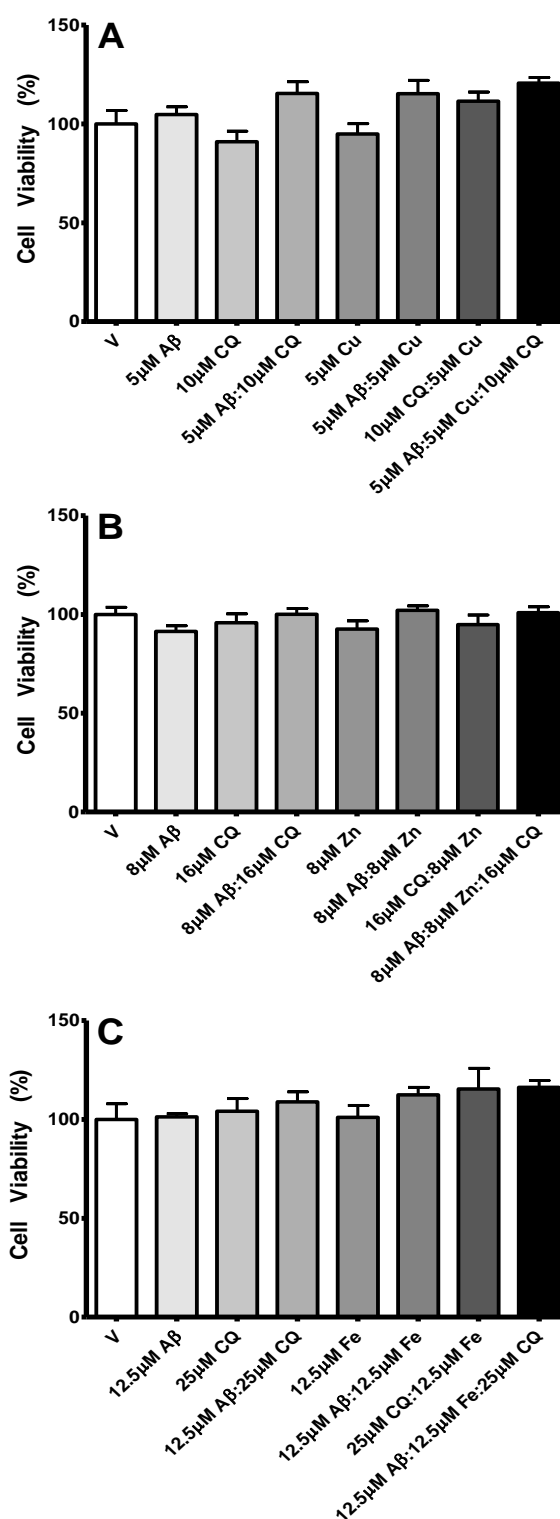 A
Cell Viability (%)
150
100
50
0
V
5µM Aβ
10µM CQ
5µM Aβ:10µM CQ
5µM Cu
5µM Aβ:5µM Cu
10µM CQ:5µM Cu
5µM Aβ:5µM Cu:10µM CQ
B
Cell Viability (%)
150
100
50
0
V
8µM Aβ
16µM CQ
8µM Aβ:16µM CQ
8µM Zn
8µM Aβ:8µM Zn
16µM CQ:8µM Zn
8µM Aβ:8µM Zn:16µM CQ
C
Cell Viability (%)
150
100
50
0
V
12.5µM Aβ
25µM CQ
12.5µM Aβ:25µM CQ
12.5µM Fe
12.5µM Aβ:12.5µM Fe
25µM CQ:12.5µM Fe
12.5µM Aβ:12.5µM Fe:25µM CQ